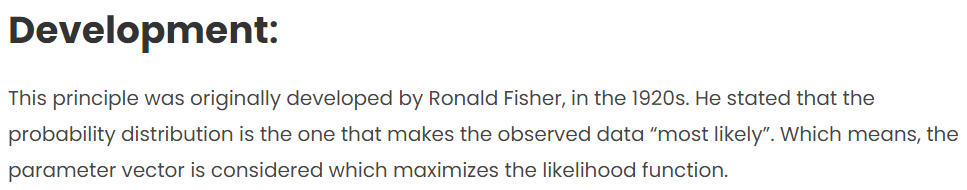 Development:
This principle was originally developed by Ronald Fisher, in the 1920s. He stated that the
probability distribution is the one that makes the observed data “most likely”. Which means, the
parameter vector is considered which maximizes the likelihood function.